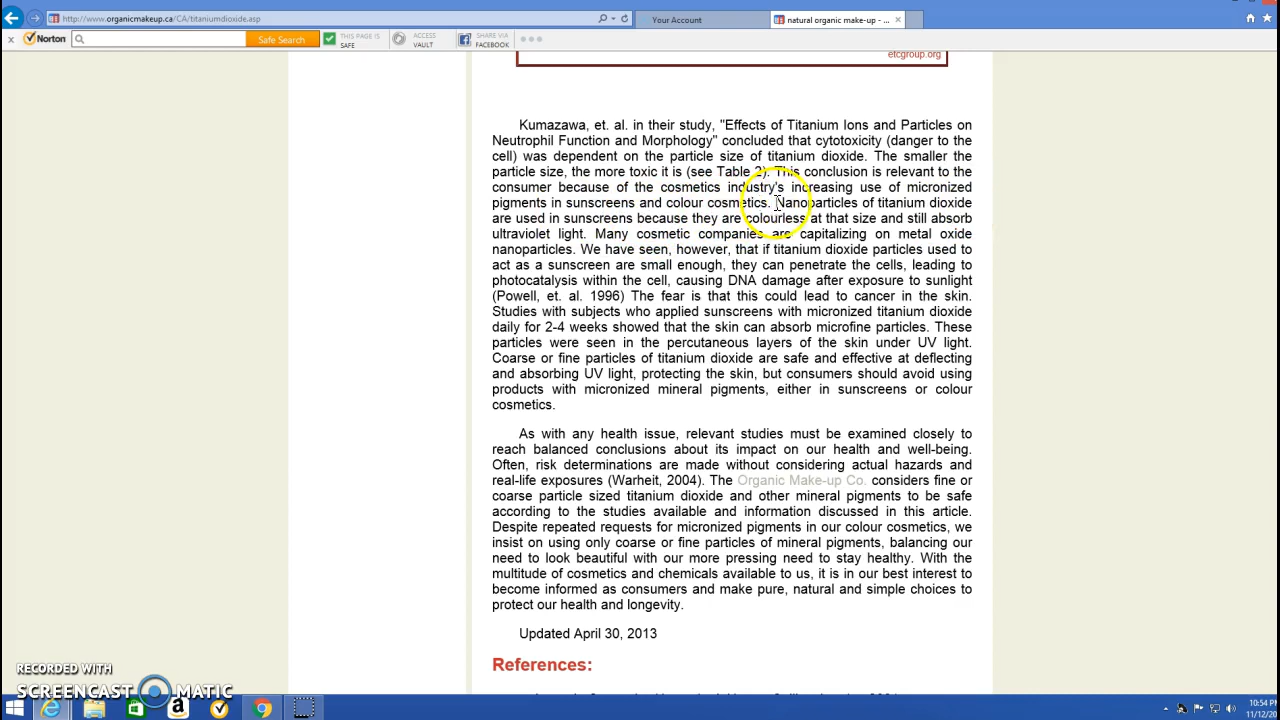 http://www.organicmakeup.ca/CA/titaniumdioxide.asp
Your Account
natural organic make-up - ...
Norton
Safe Search
THIS PAGE IS
SAFE
ACCESS
VAULT
SHARE VIA
FACEBOOK
etcgroup.org
Kumazawa, et. al. in their study, "Effects of Titanium Ions and Particles on
Neutrophil Function and Morphology" concluded that cytotoxicity (danger to the
cell) was dependent on the particle size of titanium dioxide. The smaller the
particle size, the more toxic it is (see Table 2). This conclusion is relevant to the
consumer because of the cosmetics industry's increasing use of micronized
pigments in sunscreens and colour cosmetics. Nanoparticles of titanium dioxide
are used in sunscreens because they are colourless at that size and still absorb
ultraviolet light. Many cosmetic companies are capitalizing on metal oxide
nanoparticles. We have seen, however, that if titanium dioxide particles used to
act as a sunscreen are small enough, they can penetrate the cells, leading to
photocatalysis within the cell, causing DNA damage after exposure to sunlight
(Powell, et. al. 1996) The fear is that this could lead to cancer in the skin.
Studies with subjects who applied sunscreens with micronized titanium dioxide
daily for 2-4 weeks showed that the skin can absorb microfine particles. These
particles were seen in the percutaneous layers of the skin under UV light.
Coarse or fine particles of titanium dioxide are safe and effective at deflecting
and absorbing UV light, protecting the skin, but consumers should avoid using
products with micronized mineral pigments, either in sunscreens or colour
cosmetics.
As with any health issue, relevant studies must be examined closely to
reach balanced conclusions about its impact on our health and well-being.
Often, risk determinations are made without considering actual hazards and
real-life exposures (Warheit, 2004). The Organic Make-up Co. considers fine or
coarse particle sized titanium dioxide and other mineral pigments to be safe
according to the studies available and information discussed in this article.
Despite repeated requests for micronized pigments in our colour cosmetics, we
insist on using only coarse or fine particles of mineral pigments, balancing our
need to look beautiful with our more pressing need to stay healthy. With the
multitude of cosmetics and chemicals available to us, it is in our best interest to
become informed as consumers and make pure, natural and simple choices to
protect our health and longevity.
Updated April 30, 2013
References:
RECORDED WITH
SCREENCAST MATIC
10:54 PM
11/12/20